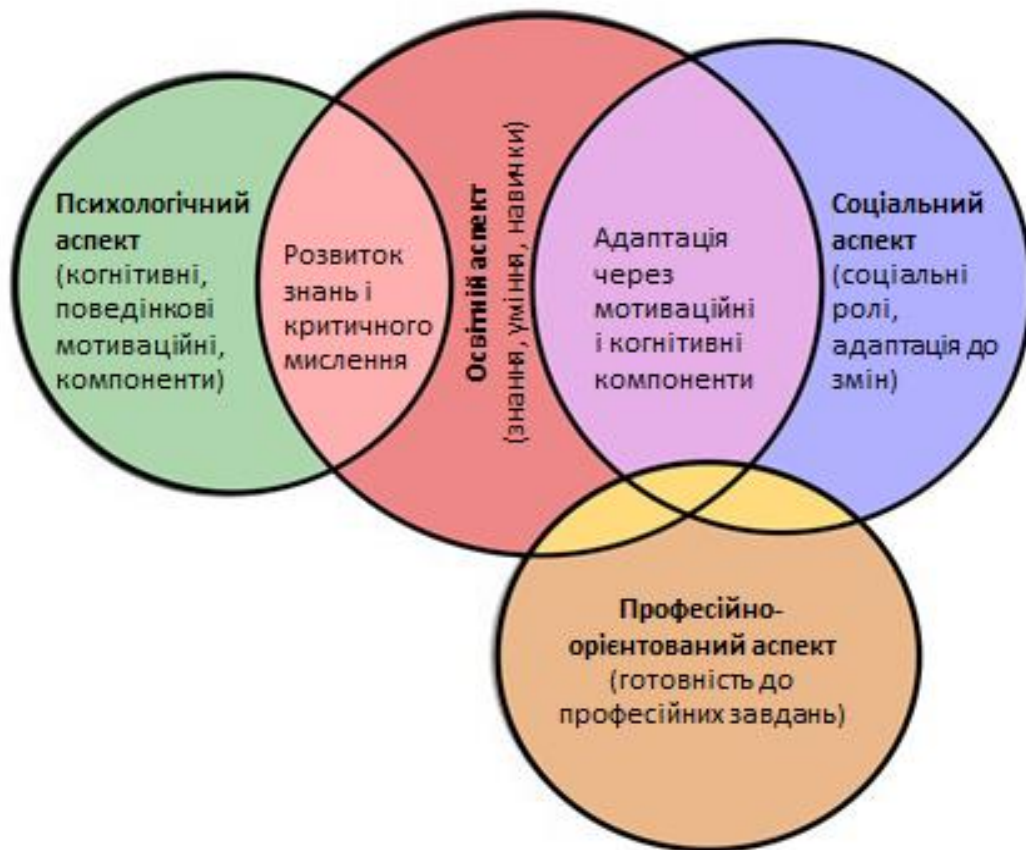 Психологічний
аспект
(когнітивні,
поведінкові
мотиваційні,
компоненти)
Розвиток
знань і
критичного
мислення
Освітній аспект
(знання, уміння, навички)
Адаптація
через
мотиваційні
і когнітивні
компоненти
Соціальний
аспект
(соціальні
ролі,
адаптація до
змін)
Професійно-
орієнтований аспект
(готовність до
професійних завдань)